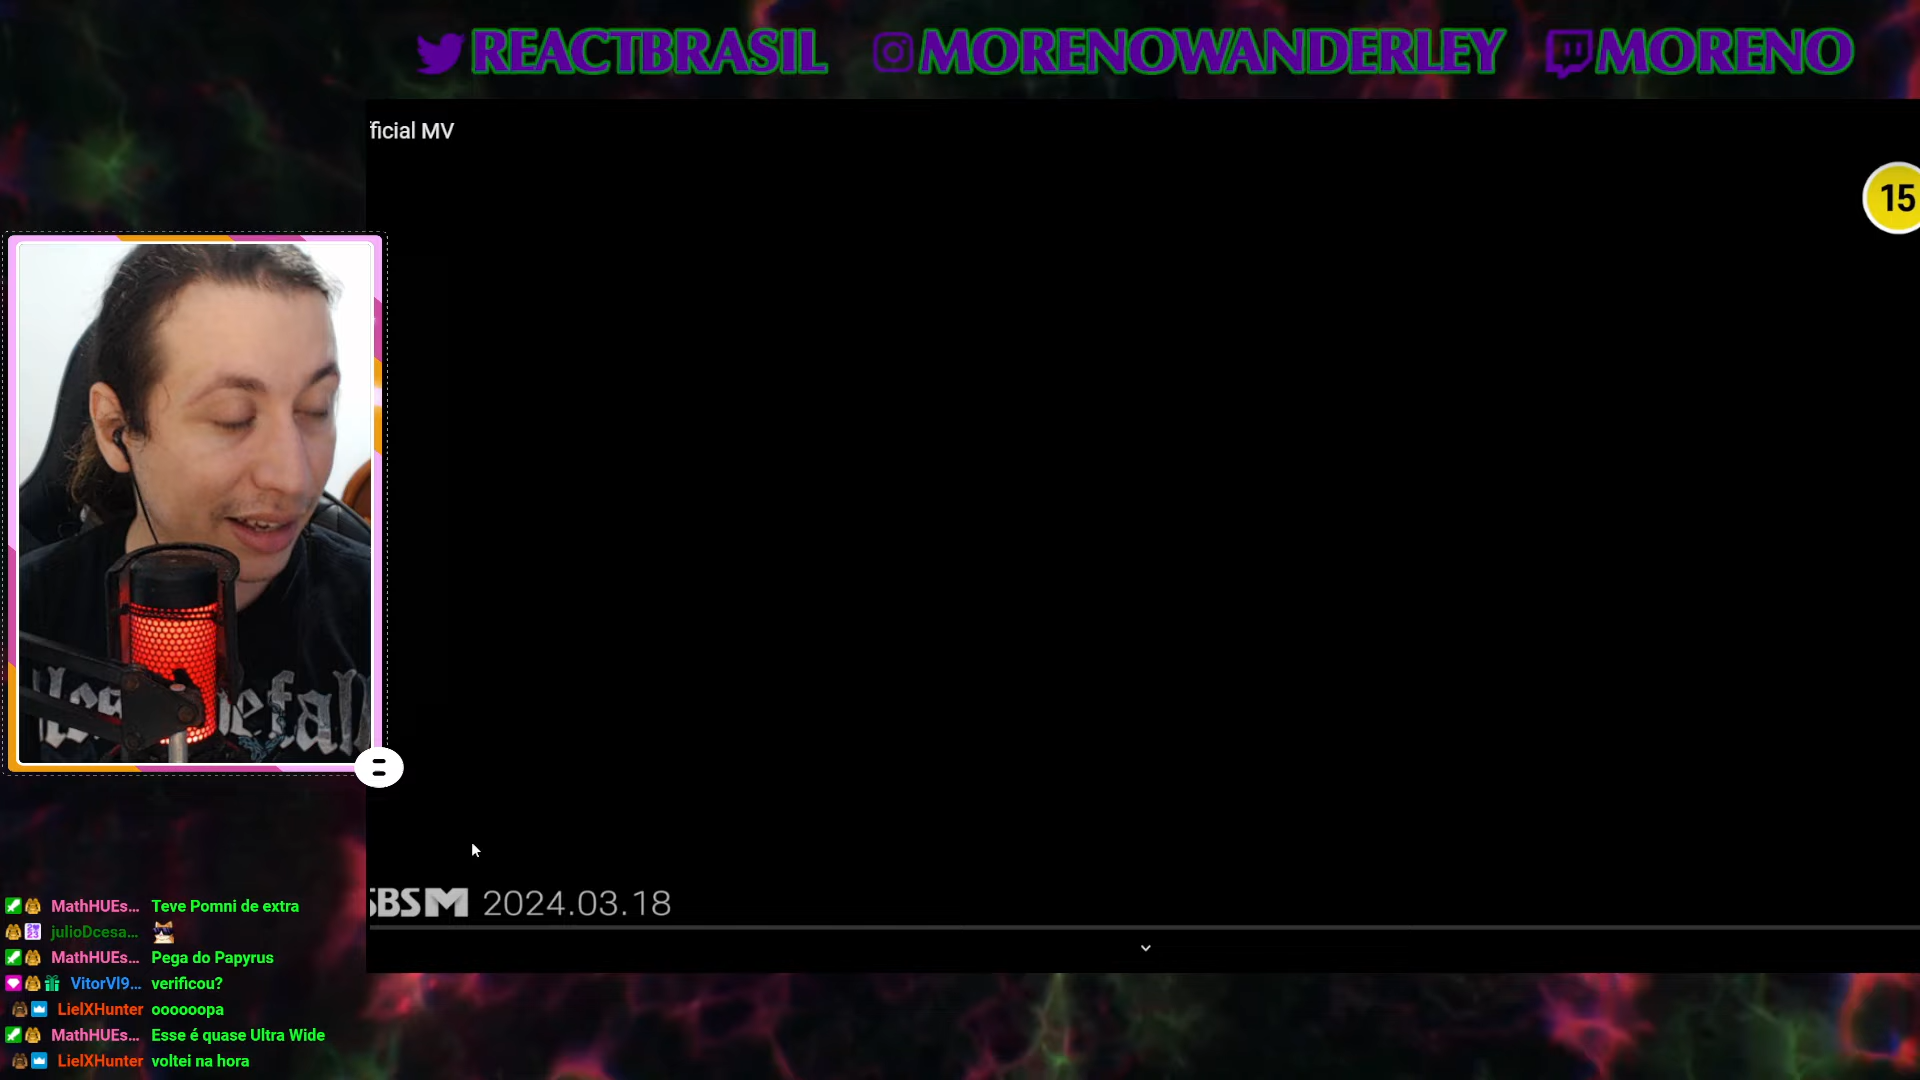 REACTBRASIL MORENOWANDERLEY MORENO
ficial MV
15
SBS M 2024.03.18
MathHUEs... Teve Pomni de extra
julioDcesa...
MathHUEs... Pega do Papyrus
VitorVl9... verificou?
LielXHunter oooooopa
MathHUEs... Esse é quase Ultra Wide
LielXHunter voltei na hora